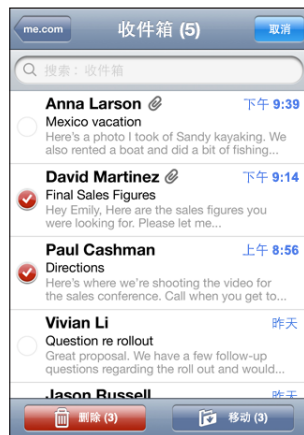 me.com 收件箱 (5) 取消
搜索：收件箱
Anna Larson 下午 9:39
Mexico vacation
Here's a photo I took of Sandy kayaking. We
also rented a boat and did a bit of fishing...
David Martinez 下午 9:14
Final Sales Figures
Hey Emily, Here are the sales figures you
were looking for. Please let me...
Paul Cashman 上午 8:56
Directions
Here's where we're shooting the video for
the sales conference. Call when you get to...
Vivian Li 昨天
Question re rollout
Great proposal. We have a few follow-up
questions regarding the roll out and would...
Jason Russell 昨天
删除 (3) 移动 (3)